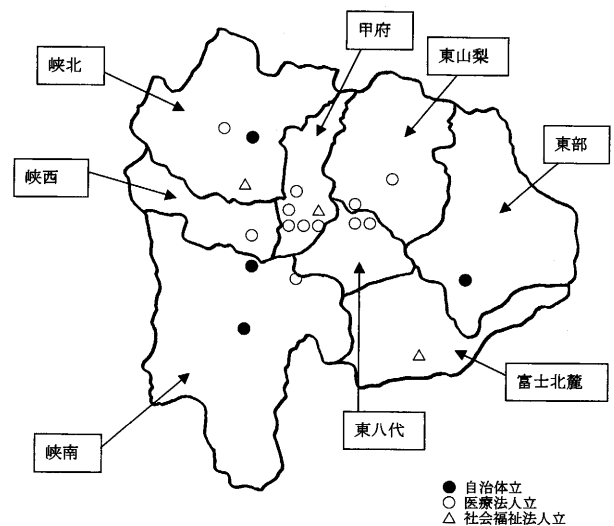 甲府
東山梨
峡北
東部
峡西
富士北麓
東八代
峡南
● 自治体立
○ 医療法人立
△ 社会福祉法人立